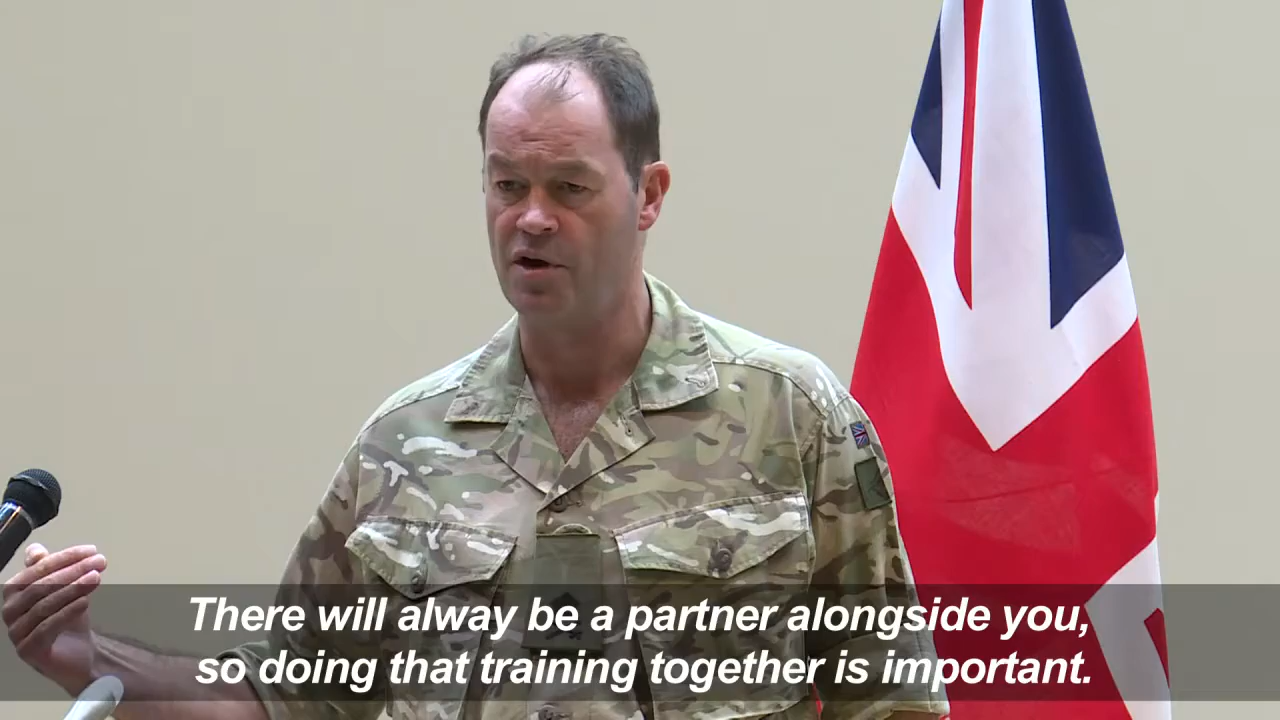 There will alway be a partner alongside you,
so doing that training together is important.